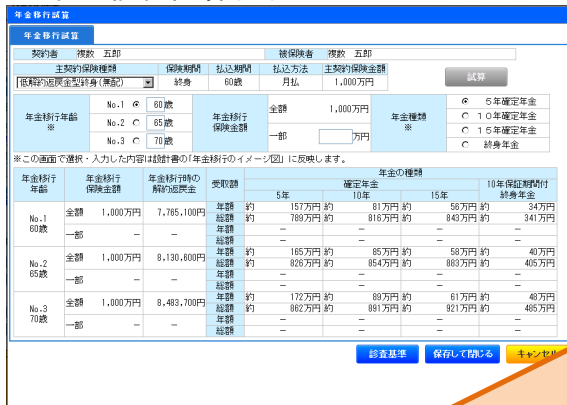 年金移行試算
年金移行試算
契約者 複数 五郎 被保険者 複数 五郎
主契約保険種類 保険期間 払込期間 払込方法 主契約保険金額
低解約返戻金型終身(無配) 終身 60歳 月払 1,000万円 試算
年金移行年齢 ※ No.1 60歳 No.2 65歳 No.3 70歳
年金移行保険金額 全額 1,000万円 一部 万円
年金種類 ※ 5年確定年金 10年確定年金 15年確定年金 終身年金
※この画面で選択・入力した内容は設計書の「年金移行のイメージ図」に反映します。
年金移行年齢 年金移行保険金額 年金移行時の解約返戻金 受取額 年金の種類
確定年金 10年保証期間付終身年金
5年 10年 15年
No.1 60歳 全額 1,000万円 7,765,100円 年額 約 157万円 約 81万円 約 56万円 約 34万円
総額 約 789万円 約 816万円 約 843万円 約 341万円
一部 − − 年額 − − − −
総額 − − − −
No.2 65歳 全額 1,000万円 8,130,600円 年額 約 165万円 約 85万円 約 58万円 約 40万円
総額 約 826万円 約 854万円 約 883万円 約 405万円
一部 − − 年額 − − − −
総額 − − − −
No.3 70歳 全額 1,000万円 8,483,700円 年額 約 172万円 約 89万円 約 61万円 約 48万円
総額 約 862万円 約 891万円 約 921万円 約 485万円
一部 − − 年額 − − − −
総額 − − − −
診査基準 保存して閉じる キャンセル